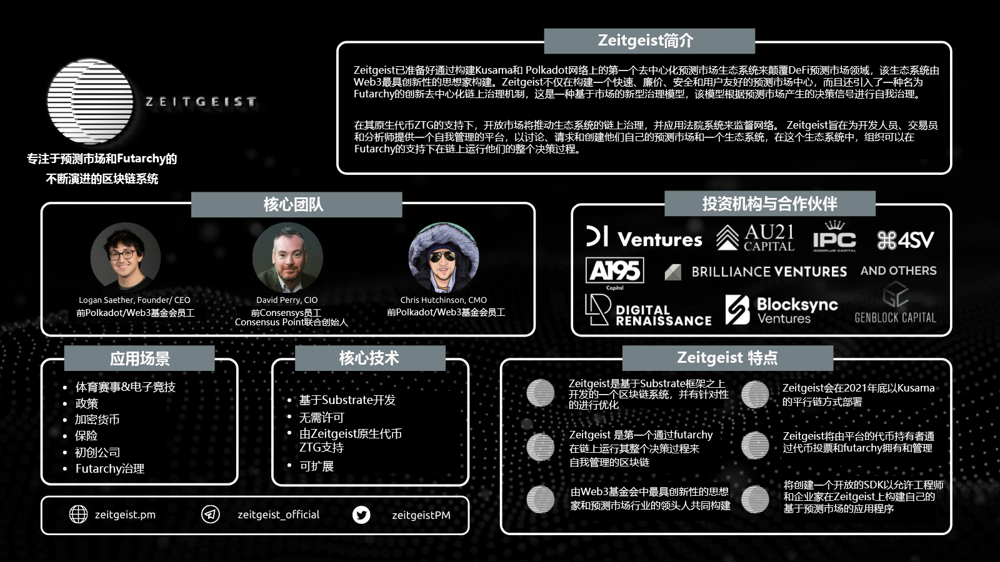 ZEITGEIST
专注于预测市场和Futarchy的
不断演进的区块链系统
Zeitgeist简介
Zeitgeist已准备好通过构建Kusama和 Polkadot网络上的第一个去中心化预测市场生态系统来颠覆DeFi预测市场领域，该生态系统由
Web3最具创新性的思想家构建。Zeitgeist不仅在构建一个快速、廉价、安全和用户友好的预测市场中心，而且还引入了一种名为
Futarchy的创新去中心化链上治理机制，这是一种基于市场的新型治理模型，该模型根据预测市场产生的决策信号进行自我治理。
在其原生代币ZTG的支持下，开放市场将推动生态系统的链上治理，并应用法院系统来监督网络。 Zeitgeist旨在为开发人员、交易员
和分析师提供一个自我管理的平台，以讨论、请求和创建他们自己的预测市场和一个生态系统，在这个生态系统中，组织可以在
Futarchy的支持下在链上运行他们的整个决策过程。
核心团队
Logan Saether, Founder/ CEO
前Polkadot/Web3基金会员工
David Perry, CIO
前Consensys员工
Consensus Point联合创始人
Chris Hutchinson, CMO
前Polkadot/Web3基金会员工
投资机构与合作伙伴
DI Ventures
AU21
CAPITAL
IPC
ICONPLUS CAPITAL
4SV
A195
Capital
BRILLIANCE VENTURES
AND OTHERS
DR DIGITAL
RENAISSANCE
Blocksync
Ventures
GENBLOCK CAPITAL
应用场景
• 体育赛事&电子竞技
• 政策
• 加密货币
• 保险
• 初创公司
• Futarchy治理
核心技术
• 基于Substrate开发
• 无需许可
• 由Zeitgeist原生代币
ZTG支持
• 可扩展
Zeitgeist 特点
Zeitgeist是基于Substrate框架之上
开发的一个区块链系统，并有针对性
的进行优化
Zeitgeist会在2021年底以Kusama
的平行链方式部署
Zeitgeist 是第一个通过futarchy
在链上运行其整个决策过程来
自我管理的区块链
Zeitgeist将由平台的代币持有者通
过代币投票和futarchy拥有和管理
由Web3基金会中最具创新性的思想
家和预测市场行业的领头人共同构建
将创建一个开放的SDK以允许工程师
和企业家在Zeitgeist上构建自己的
基于预测市场的应用程序
zeitgeist.pm
zeitgeist_official
zeitgeistPM